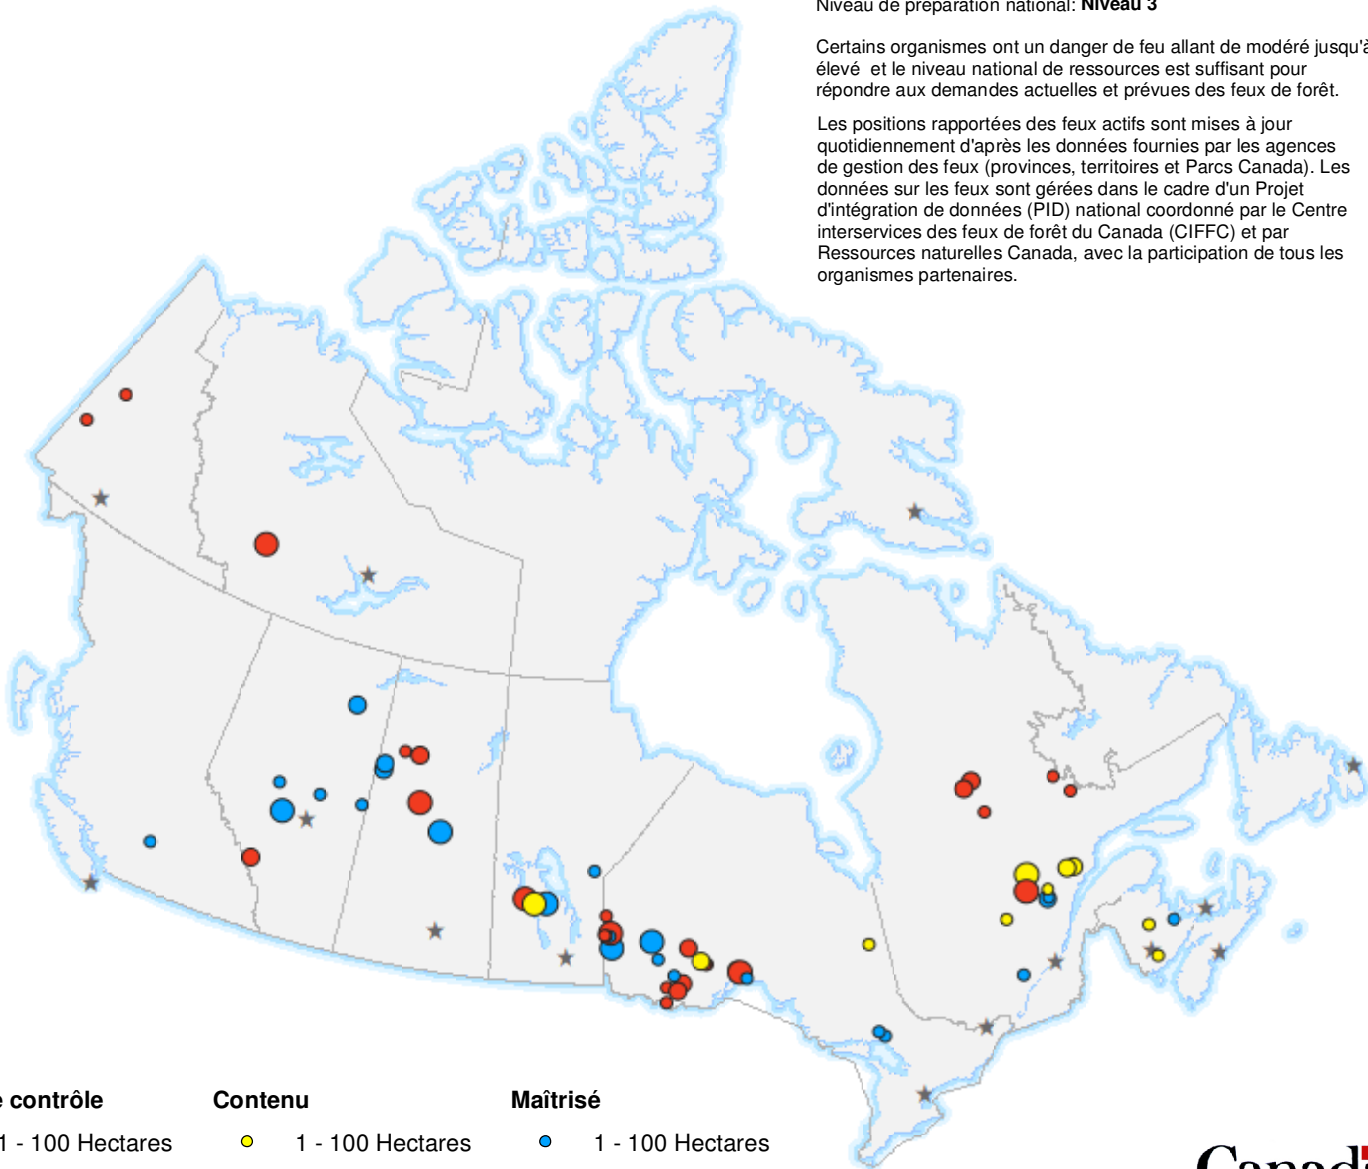 Niveau de préparation national: Niveau 3
Certains organismes ont un danger de feu allant de modéré jusqu'à
élevé et le niveau national de ressources est suffisant pour
répondre aux demandes actuelles et prévues des feux de forêt.
Les positions rapportées des feux actifs sont mises à jour
quotidiennement d'après les données fournies par les agences
de gestion des feux (provinces, territoires et Parcs Canada). Les
données sur les feux sont gérées dans le cadre d'un Projet
d'intégration de données (PID) national coordonné par le Centre
interservices des feux de forêt du Canada (CIFFC) et par
Ressources naturelles Canada, avec la participation de tous les
organismes partenaires.
contrôle Contenu Maîtrisé
1 - 100 Hectares 1 - 100 Hectares 1 - 100 Hectares